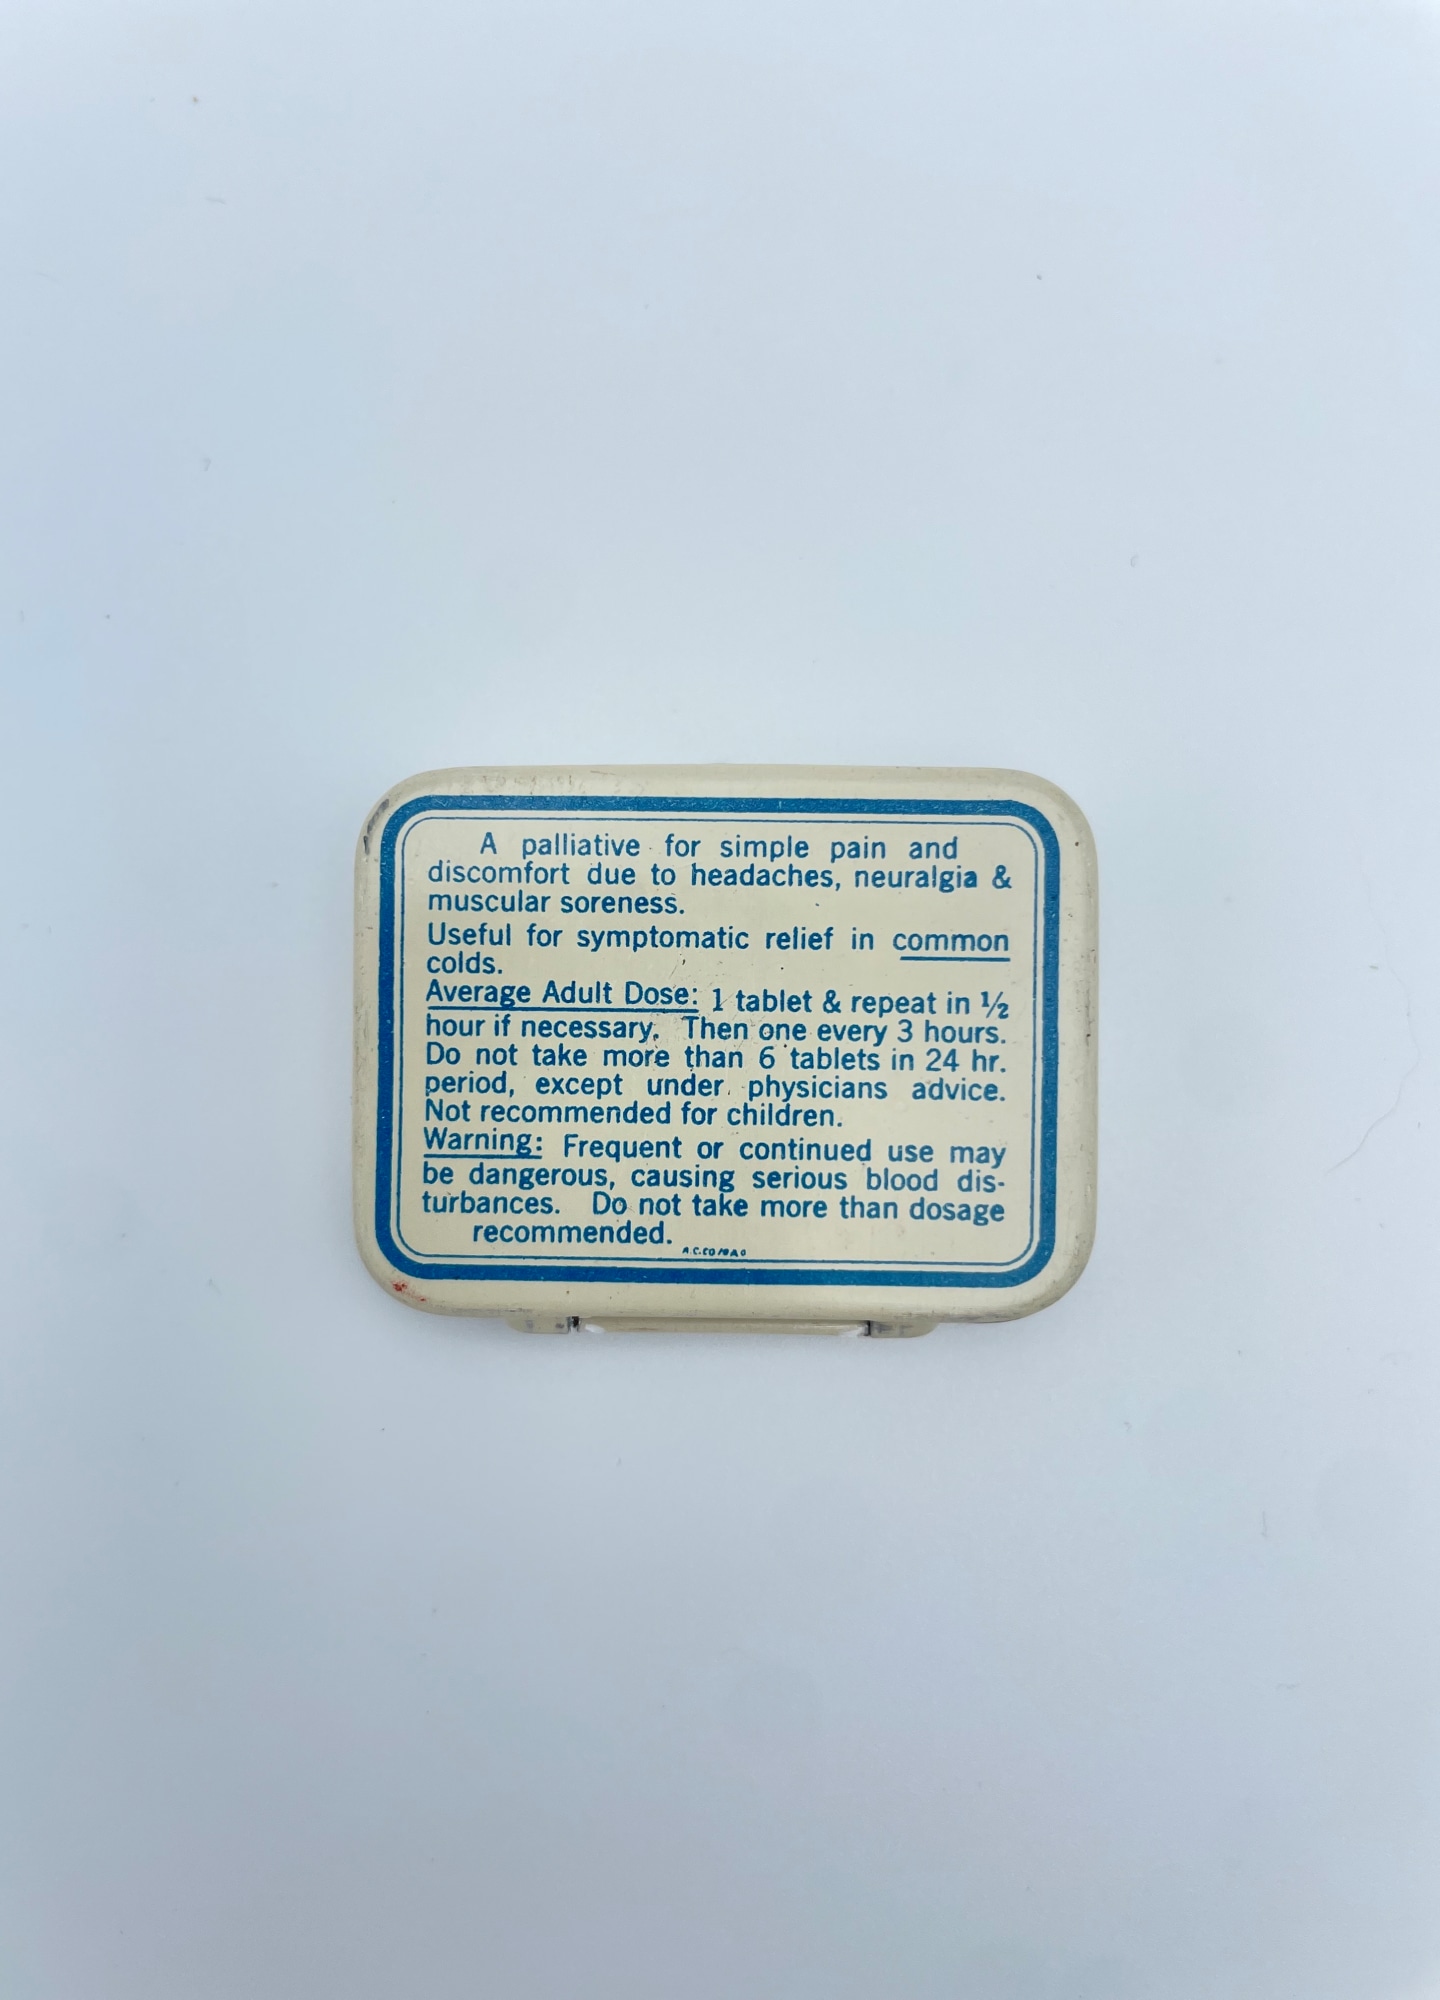 A palliative for simple pain and
discomfort due to headaches, neuralgia &
muscular soreness.
Useful for symptomatic relief in common
colds.
Average Adult Dose: 1 tablet & repeat in ½
hour if necessary. Then one every 3 hours.
Do not take more than 6 tablets in 24 hr.
period, except under physicians advice.
Not recommended for children.
Warning: Frequent or continued use may
be dangerous, causing serious blood dis-
turbances. Do not take more than dosage
recommended.